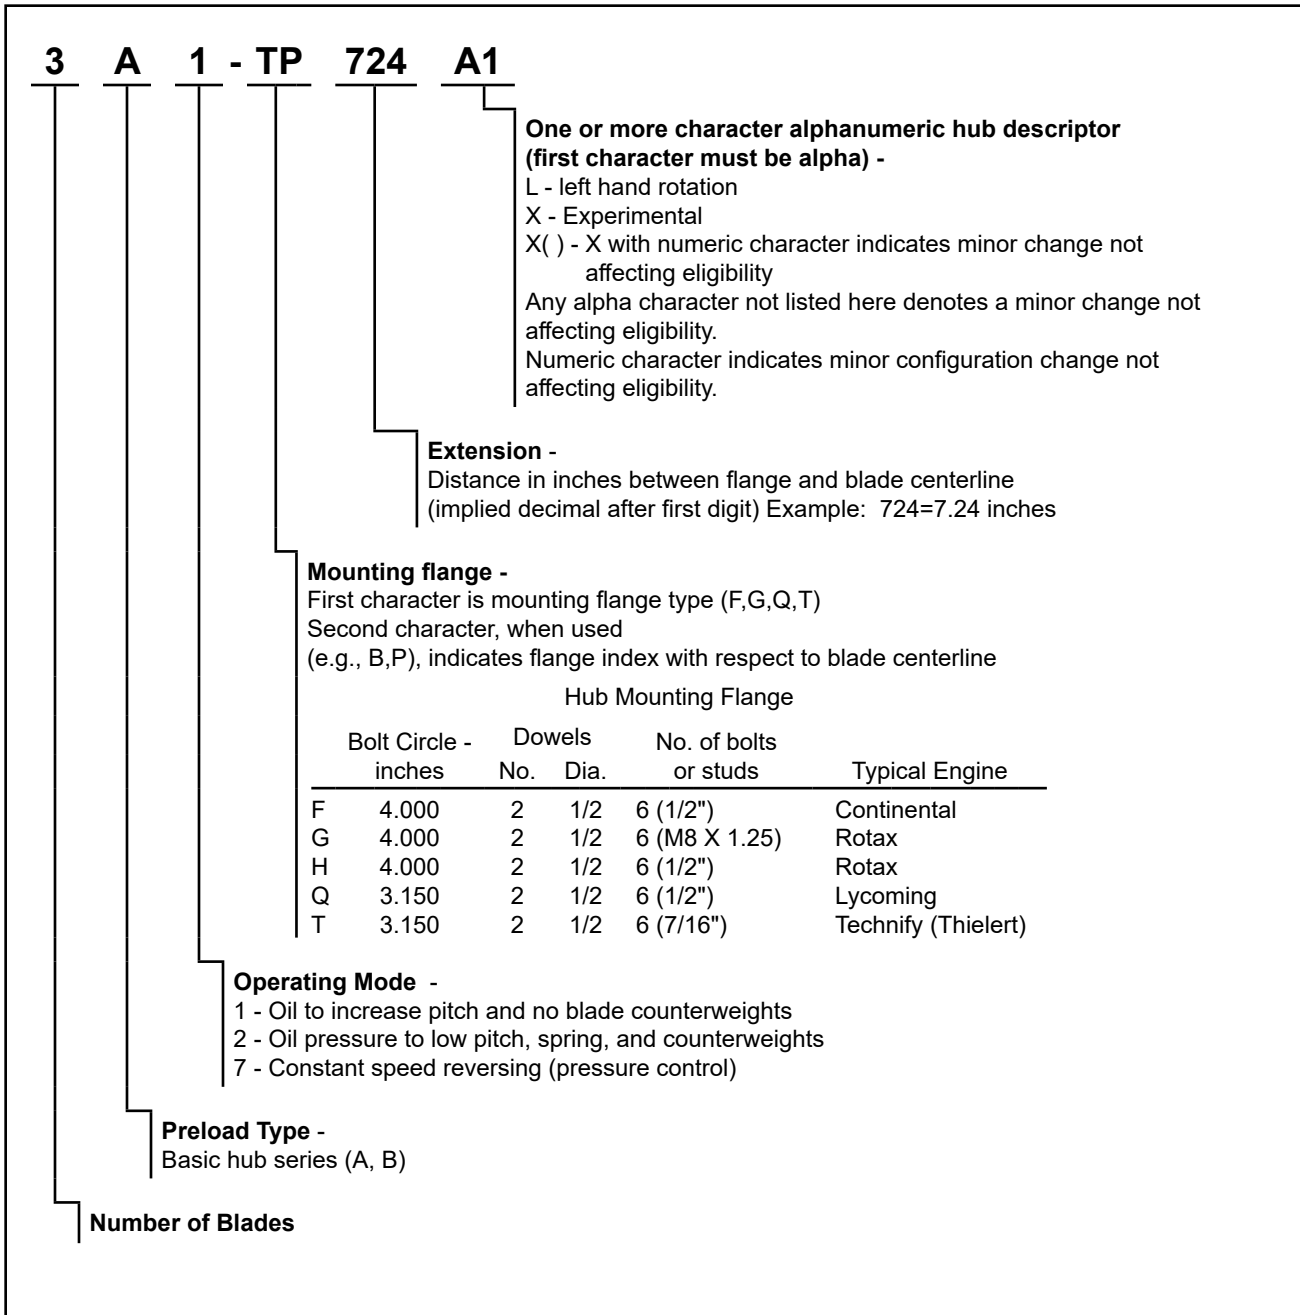 3 A 1 - TP 724 A1
One or more character alphanumeric hub descriptor
(first character must be alpha) -
L - left hand rotation
X - Experimental
X( ) - X with numeric character indicates minor change not
affecting eligibility
Any alpha character not listed here denotes a minor change not
affecting eligibility.
Numeric character indicates minor configuration change not
affecting eligibility.
Extension -
Distance in inches between flange and blade centerline
(implied decimal after first digit) Example: 724=7.24 inches
Mounting flange -
First character is mounting flange type (F,G,Q,T)
Second character, when used
(e.g., B,P), indicates flange index with respect to blade centerline
Hub Mounting Flange
Bolt Circle - Dowels No. of bolts
inches No. Dia. or studs Typical Engine
F 4.000 2 1/2 6 (1/2") Continental
G 4.000 2 1/2 6 (M8 X 1.25) Rotax
H 4.000 2 1/2 6 (1/2") Rotax
Q 3.150 2 1/2 6 (1/2") Lycoming
T 3.150 2 1/2 6 (7/16") Technify (Thielert)
Operating Mode -
1 - Oil to increase pitch and no blade counterweights
2 - Oil pressure to low pitch, spring, and counterweights
7 - Constant speed reversing (pressure control)
Preload Type -
Basic hub series (A, B)
Number of Blades